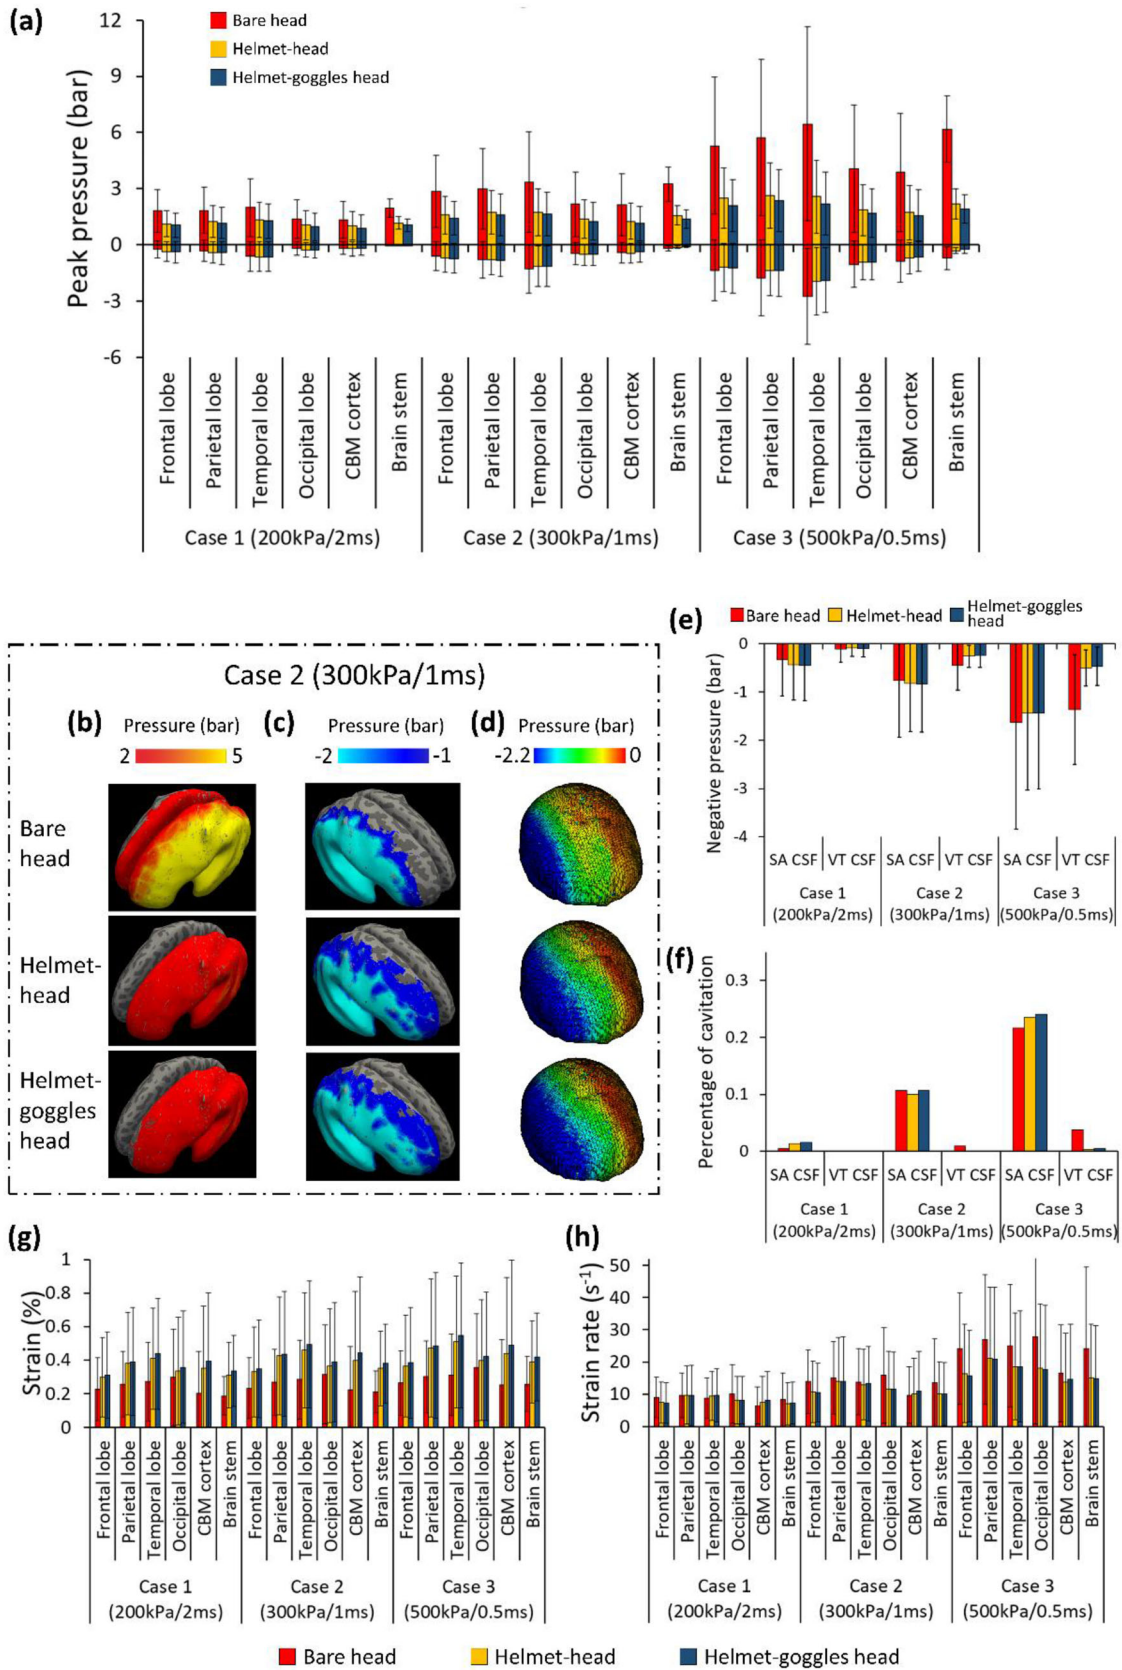 (a)
Bare head
Helmet-head
Helmet-goggles head
Peak pressure (bar)
12
9
6
3
0
-3
-6
Frontal lobe
Parietal lobe
Temporal lobe
Occipital lobe
CBM cortex
Brain stem
Frontal lobe
Parietal lobe
Temporal lobe
Occipital lobe
CBM cortex
Brain stem
Frontal lobe
Parietal lobe
Temporal lobe
Occipital lobe
CBM cortex
Brain stem
Case 1 (200kPa/2ms)
Case 2 (300kPa/1ms)
Case 3 (500kPa/0.5ms)
Case 2 (300kPa/1ms)
(b)
Pressure (bar)
2
5
(c)
Pressure (bar)
-2
-1
(d)
Pressure (bar)
-2.2
0
Bare
head
Helmet-
head
Helmet-
goggles
head
(e)
Bare head
Helmet-head
Helmet-goggles
head
Negative pressure (bar)
0
-1
-2
-3
-4
SA CSF
VT CSF
SA CSF
VT CSF
SA CSF
VT CSF
Case 1
(200kPa/2ms)
Case 2
(300kPa/1ms)
Case 3
(500kPa/0.5ms)
(f)
Percentage of cavitation
0.3
0.2
0.1
0
SA CSF
VT CSF
SA CSF
VT CSF
SA CSF
VT CSF
Case 1
(200kPa/2ms)
Case 2
(300kPa/1ms)
Case 3
(500kPa/0.5ms)
(g)
Strain (%)
1
0.8
0.6
0.4
0.2
0
Frontal lobe
Parietal lobe
Temporal lobe
Occipital lobe
CBM cortex
Brain stem
Frontal lobe
Parietal lobe
Temporal lobe
Occipital lobe
CBM cortex
Brain stem
Frontal lobe
Parietal lobe
Temporal lobe
Occipital lobe
CBM cortex
Brain stem
Case 1
(200kPa/2ms)
Case 2
(300kPa/1ms)
Case 3
(500kPa/0.5ms)
(h)
Strain rate (s⁻¹)
50
40
30
20
10
0
Frontal lobe
Parietal lobe
Temporal lobe
Occipital lobe
CBM cortex
Brain stem
Frontal lobe
Parietal lobe
Temporal lobe
Occipital lobe
CBM cortex
Brain stem
Frontal lobe
Parietal lobe
Temporal lobe
Occipital lobe
CBM cortex
Brain stem
Case 1
(200kPa/2ms)
Case 2
(300kPa/1ms)
Case 3
(500kPa/0.5ms)
Bare head
Helmet-head
Helmet-goggles head